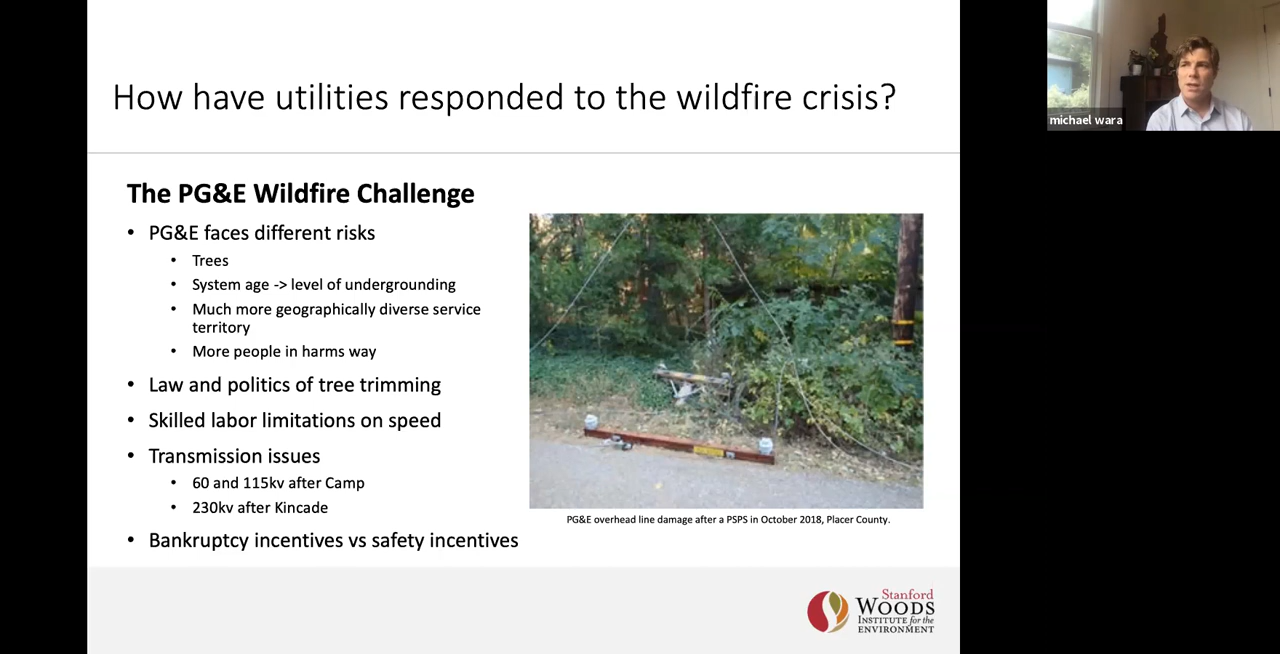 How have utilities responded to the wildfire crisis?
michael wara
The PG&E Wildfire Challenge
• PG&E faces different risks
• Trees
• System age -> level of undergrounding
• Much more geographically diverse service
territory
• More people in harms way
• Law and politics of tree trimming
• Skilled labor limitations on speed
• Transmission issues
• 60 and 115kv after Camp
• 230kv after Kincade
• Bankruptcy incentives vs safety incentives
PG&E overhead line damage after a PSPS in October 2018, Placer County.
Stanford
WOODS
INSTITUTE for the
ENVIRONMENT